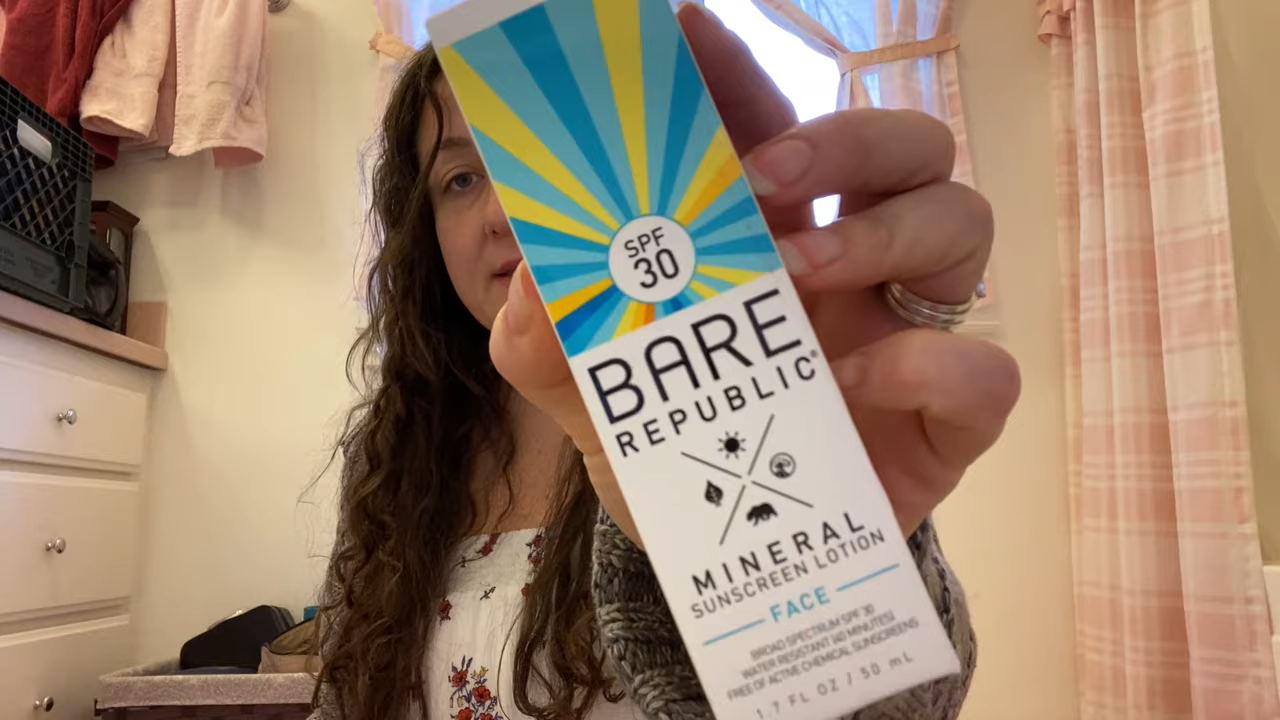 SPF
30
BARE
REPUBLIC®
MINERAL
SUNSCREEN LOTION
FACE
BROAD SPECTRUM SPF 30
WATER RESISTANT (40 MINUTES)
FREE OF ACTIVE CHEMICAL SUNSCREENS
1.7 FL OZ / 50 mL